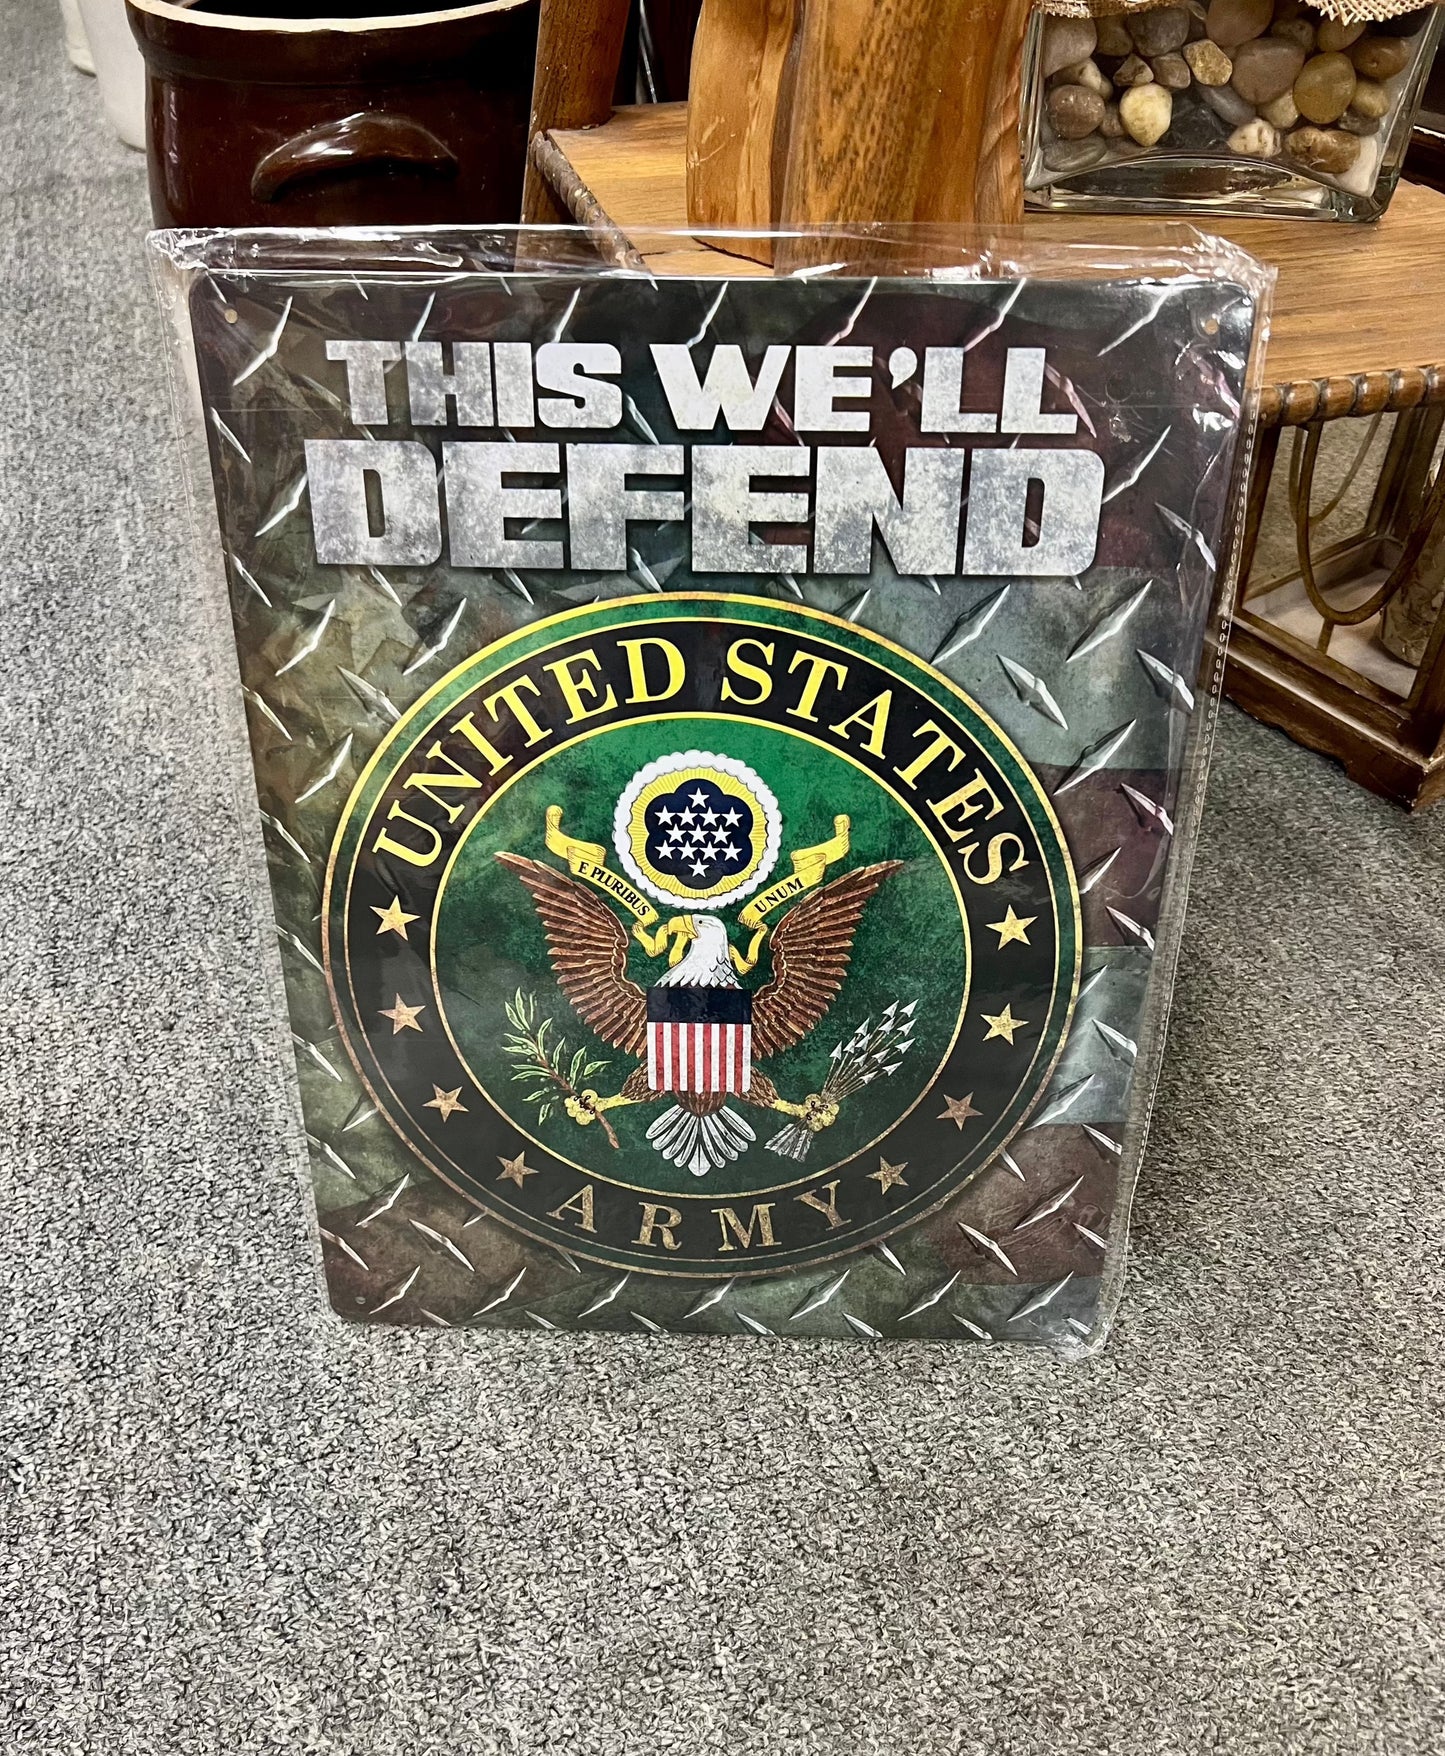 THIS WE'LL
DEFEND
UNITED STATES
E PLURIBUS UNUM
ARMY